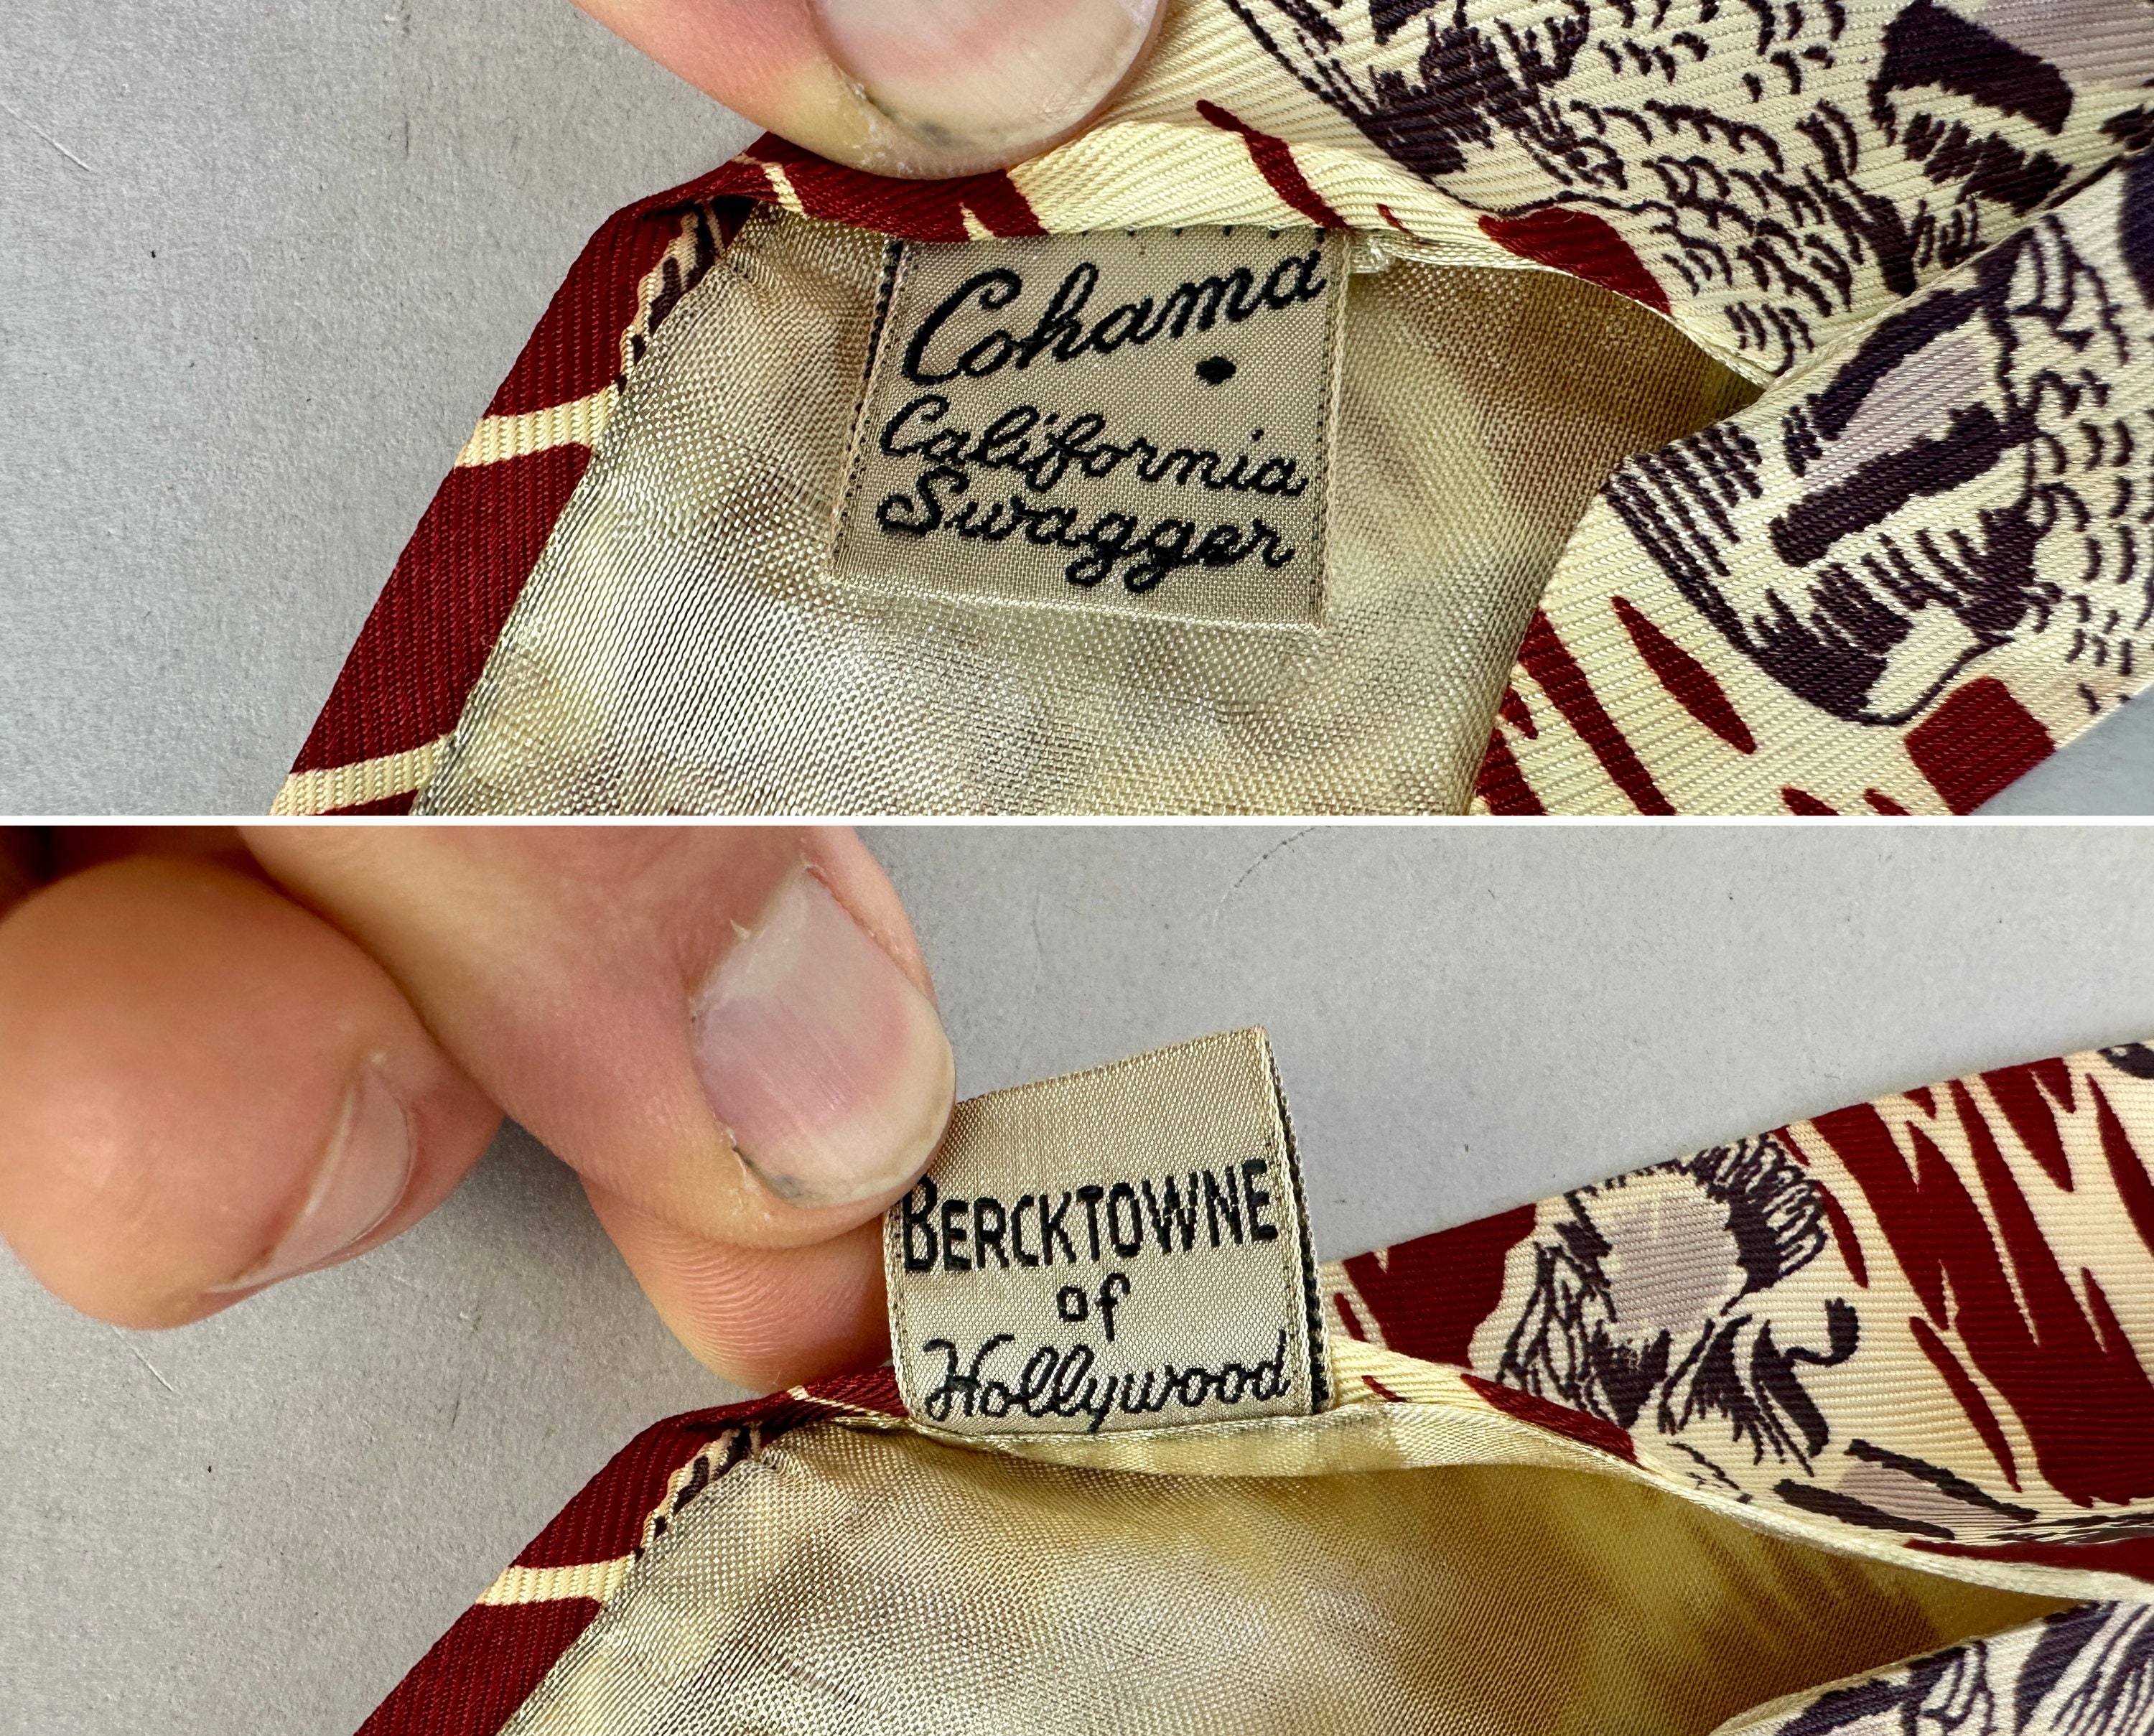 Cohama
California
Swagger
BERCKTOWNE
of
Hollywood